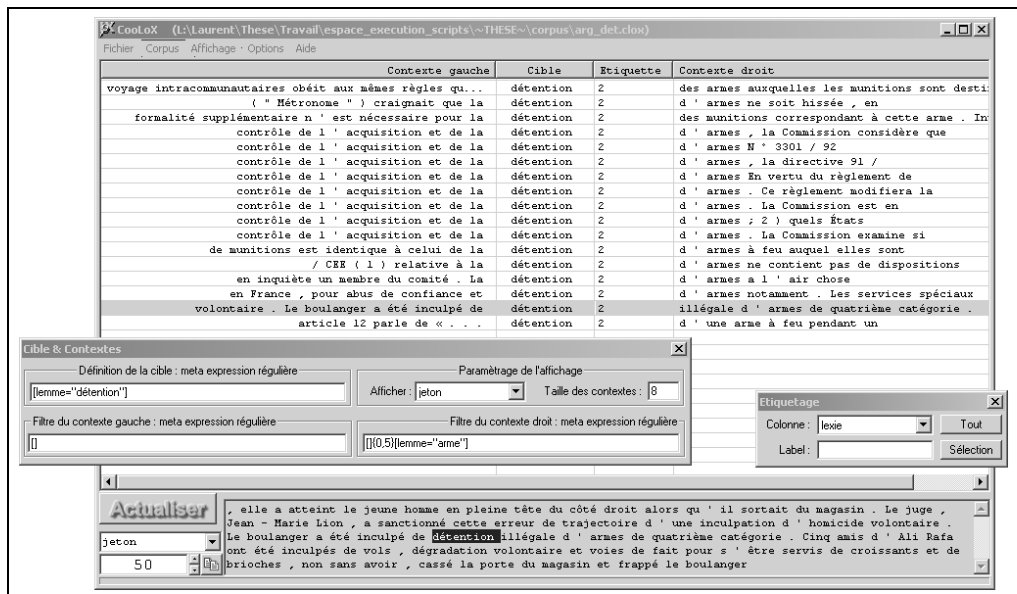 CooLoX (L:\Laurent\These\Travail\espace_execution_scripts\~THESE~\corpus\arg_det.clox)
Fichier Corpus Affichage Options Aide
Contexte gauche Cible Etiquette Contexte droit
voyage intracommunautaires obéit aux mêmes règles qu... détention 2 des armes auxquelles les munitions sont desti
( " Métronome " ) craignait que la détention 2 d ' armes ne soit hissée , en
formalité supplémentaire n ' est nécessaire pour la détention 2 des munitions correspondant à cette arme . In
contrôle de l ' acquisition et de la détention 2 d ' armes , la Commission considère que
contrôle de l ' acquisition et de la détention 2 d ' armes N ° 3301 / 92
contrôle de l ' acquisition et de la détention 2 d ' armes , la directive 91 /
contrôle de l ' acquisition et de la détention 2 d ' armes En vertu du règlement de
contrôle de l ' acquisition et de la détention 2 d ' armes . Ce règlement modifiera la
contrôle de l ' acquisition et de la détention 2 d ' armes . La Commission est en
contrôle de l ' acquisition et de la détention 2 d ' armes ; 2 ) quels États
contrôle de l ' acquisition et de la détention 2 d ' armes . La Commission examine si
de munitions est identique à celui de la détention 2 d ' armes à feu auquel elles sont
/ CEE ( 1 ) relative à la détention 2 d ' armes ne contient pas de dispositions
en inquiète un membre du comité . La détention 2 d ' armes a l ' air chose
en France , pour abus de confiance et détention 2 d ' armes notamment . Les services spéciaux
volontaire . Le boulanger a été inculpé de détention 2 illégale d ' armes de quatrième catégorie .
article 12 parle de « . . . détention 2 d ' une arme à feu pendant un
Cible & Contextes
Définition de la cible : meta expression régulière
[lemme="détention"]
Paramètrage de l'affichage
Afficher : jeton Taille des contextes : 8
Filtre du contexte gauche : meta expression régulière
[]
Filtre du contexte droit : meta expression régulière
[]{0,5}[lemme="arme"]
Etiquetage
Colonne : lexie Tout
Label : Sélection
Actualiser
jeton
50
, elle a atteint le jeune homme en pleine tête du côté droit alors qu ' il sortait du magasin . Le juge ,
Jean - Marie Lion , a sanctionné cette erreur de trajectoire d ' une inculpation d ' homicide volontaire .
Le boulanger a été inculpé de détention illégale d ' armes de quatrième catégorie . Cinq amis d ' Ali Rafa
ont été inculpés de vols , dégradation volontaire et voies de fait pour s ' être servis de croissants et de
brioches , non sans avoir , cassé la porte du magasin et frappé le boulanger